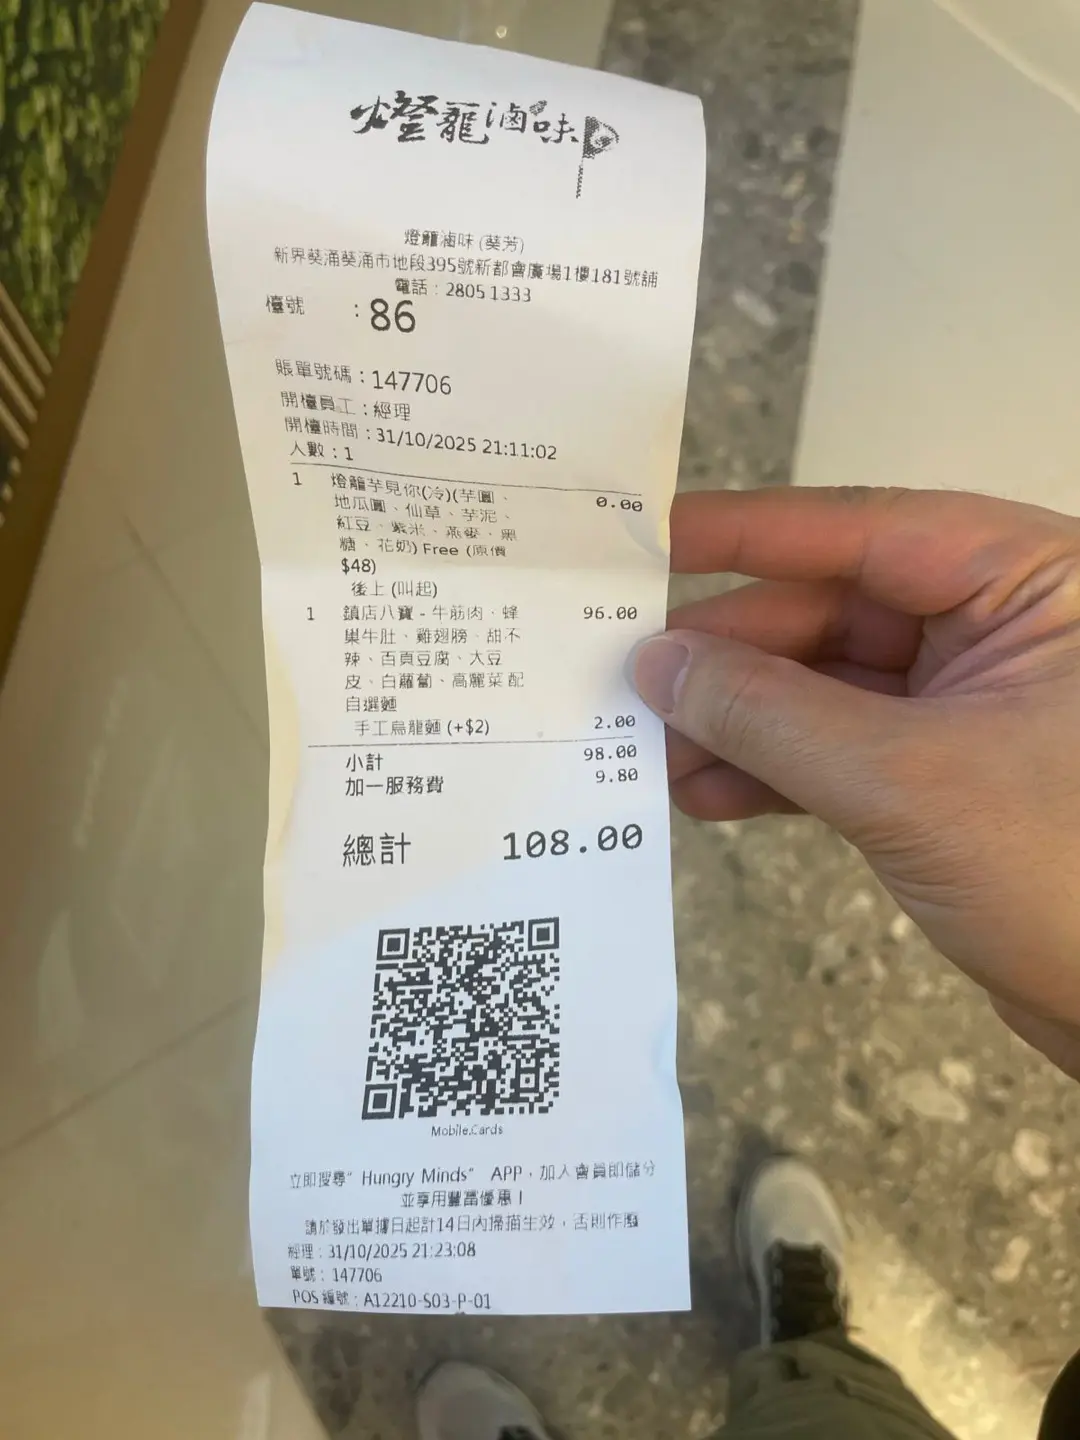 燈籠滷味
燈籠滷味 (葵芳)
新界葵涌葵涌市地段395號新都會廣場1樓181號舖
電話：2805 1333
檯號 ：86
賬單號碼：147706
開檯員工：經理
開檯時間：31/10/2025 21:11:02
人數：1
1 燈籠芋見你(冷)(芋圓、 0.00
地瓜圓、仙草、芋泥、
紅豆、紫米、燕麥、黑
糖、花奶) Free (原價
$48)
後上 (叫起)
1 鎮店八寶 - 牛筋肉、蜂 96.00
巢牛肚、雞翅膀、甜不
辣、百頁豆腐、大豆
皮、白蘿蔔、高麗菜 配
自選麵
手工烏龍麵 (+$2) 2.00
小計 98.00
加一服務費 9.80
總計 108.00
Mobile.Cards
立即搜尋"Hungry Minds" APP，加入會員即儲分
並享用豐富優惠！
請於發出單據日起計14日內掃描生效，否則作廢
經理：31/10/2025 21:23:08
單號：147706
POS 編號：A12210-S03-P-01